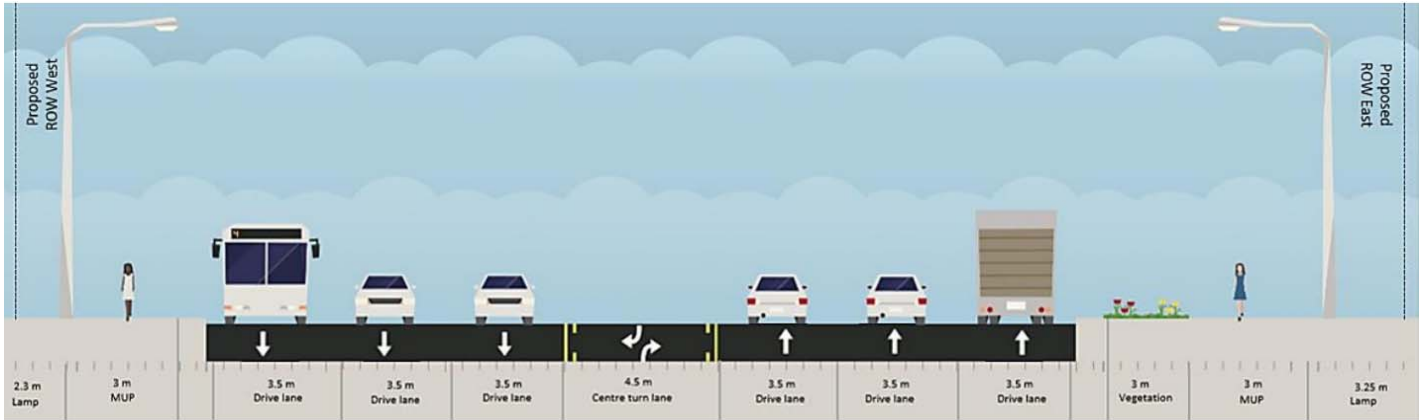 Proposed
ROW West
Proposed
ROW East
4
2.3 m
Lamp
3 m
MUP
3.5 m
Drive lane
3.5 m
Drive lane
3.5 m
Drive lane
4.5 m
Centre turn lane
3.5 m
Drive lane
3.5 m
Drive lane
3.5 m
Drive lane
3 m
Vegetation
3 m
MUP
3.25 m
Lamp